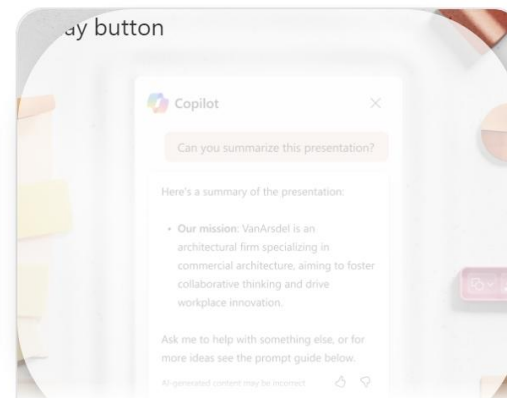 ay button
Copilot
Can you summarize this presentation?
Here's a summary of the presentation:
• Our mission: VanArsdel is an
architectural firm specializing in
commercial architecture, aiming to foster
collaborative thinking and drive
workplace innovation.
Ask me to help with something else, or for
more ideas see the prompt guide below.
AI-generated content may be incorrect